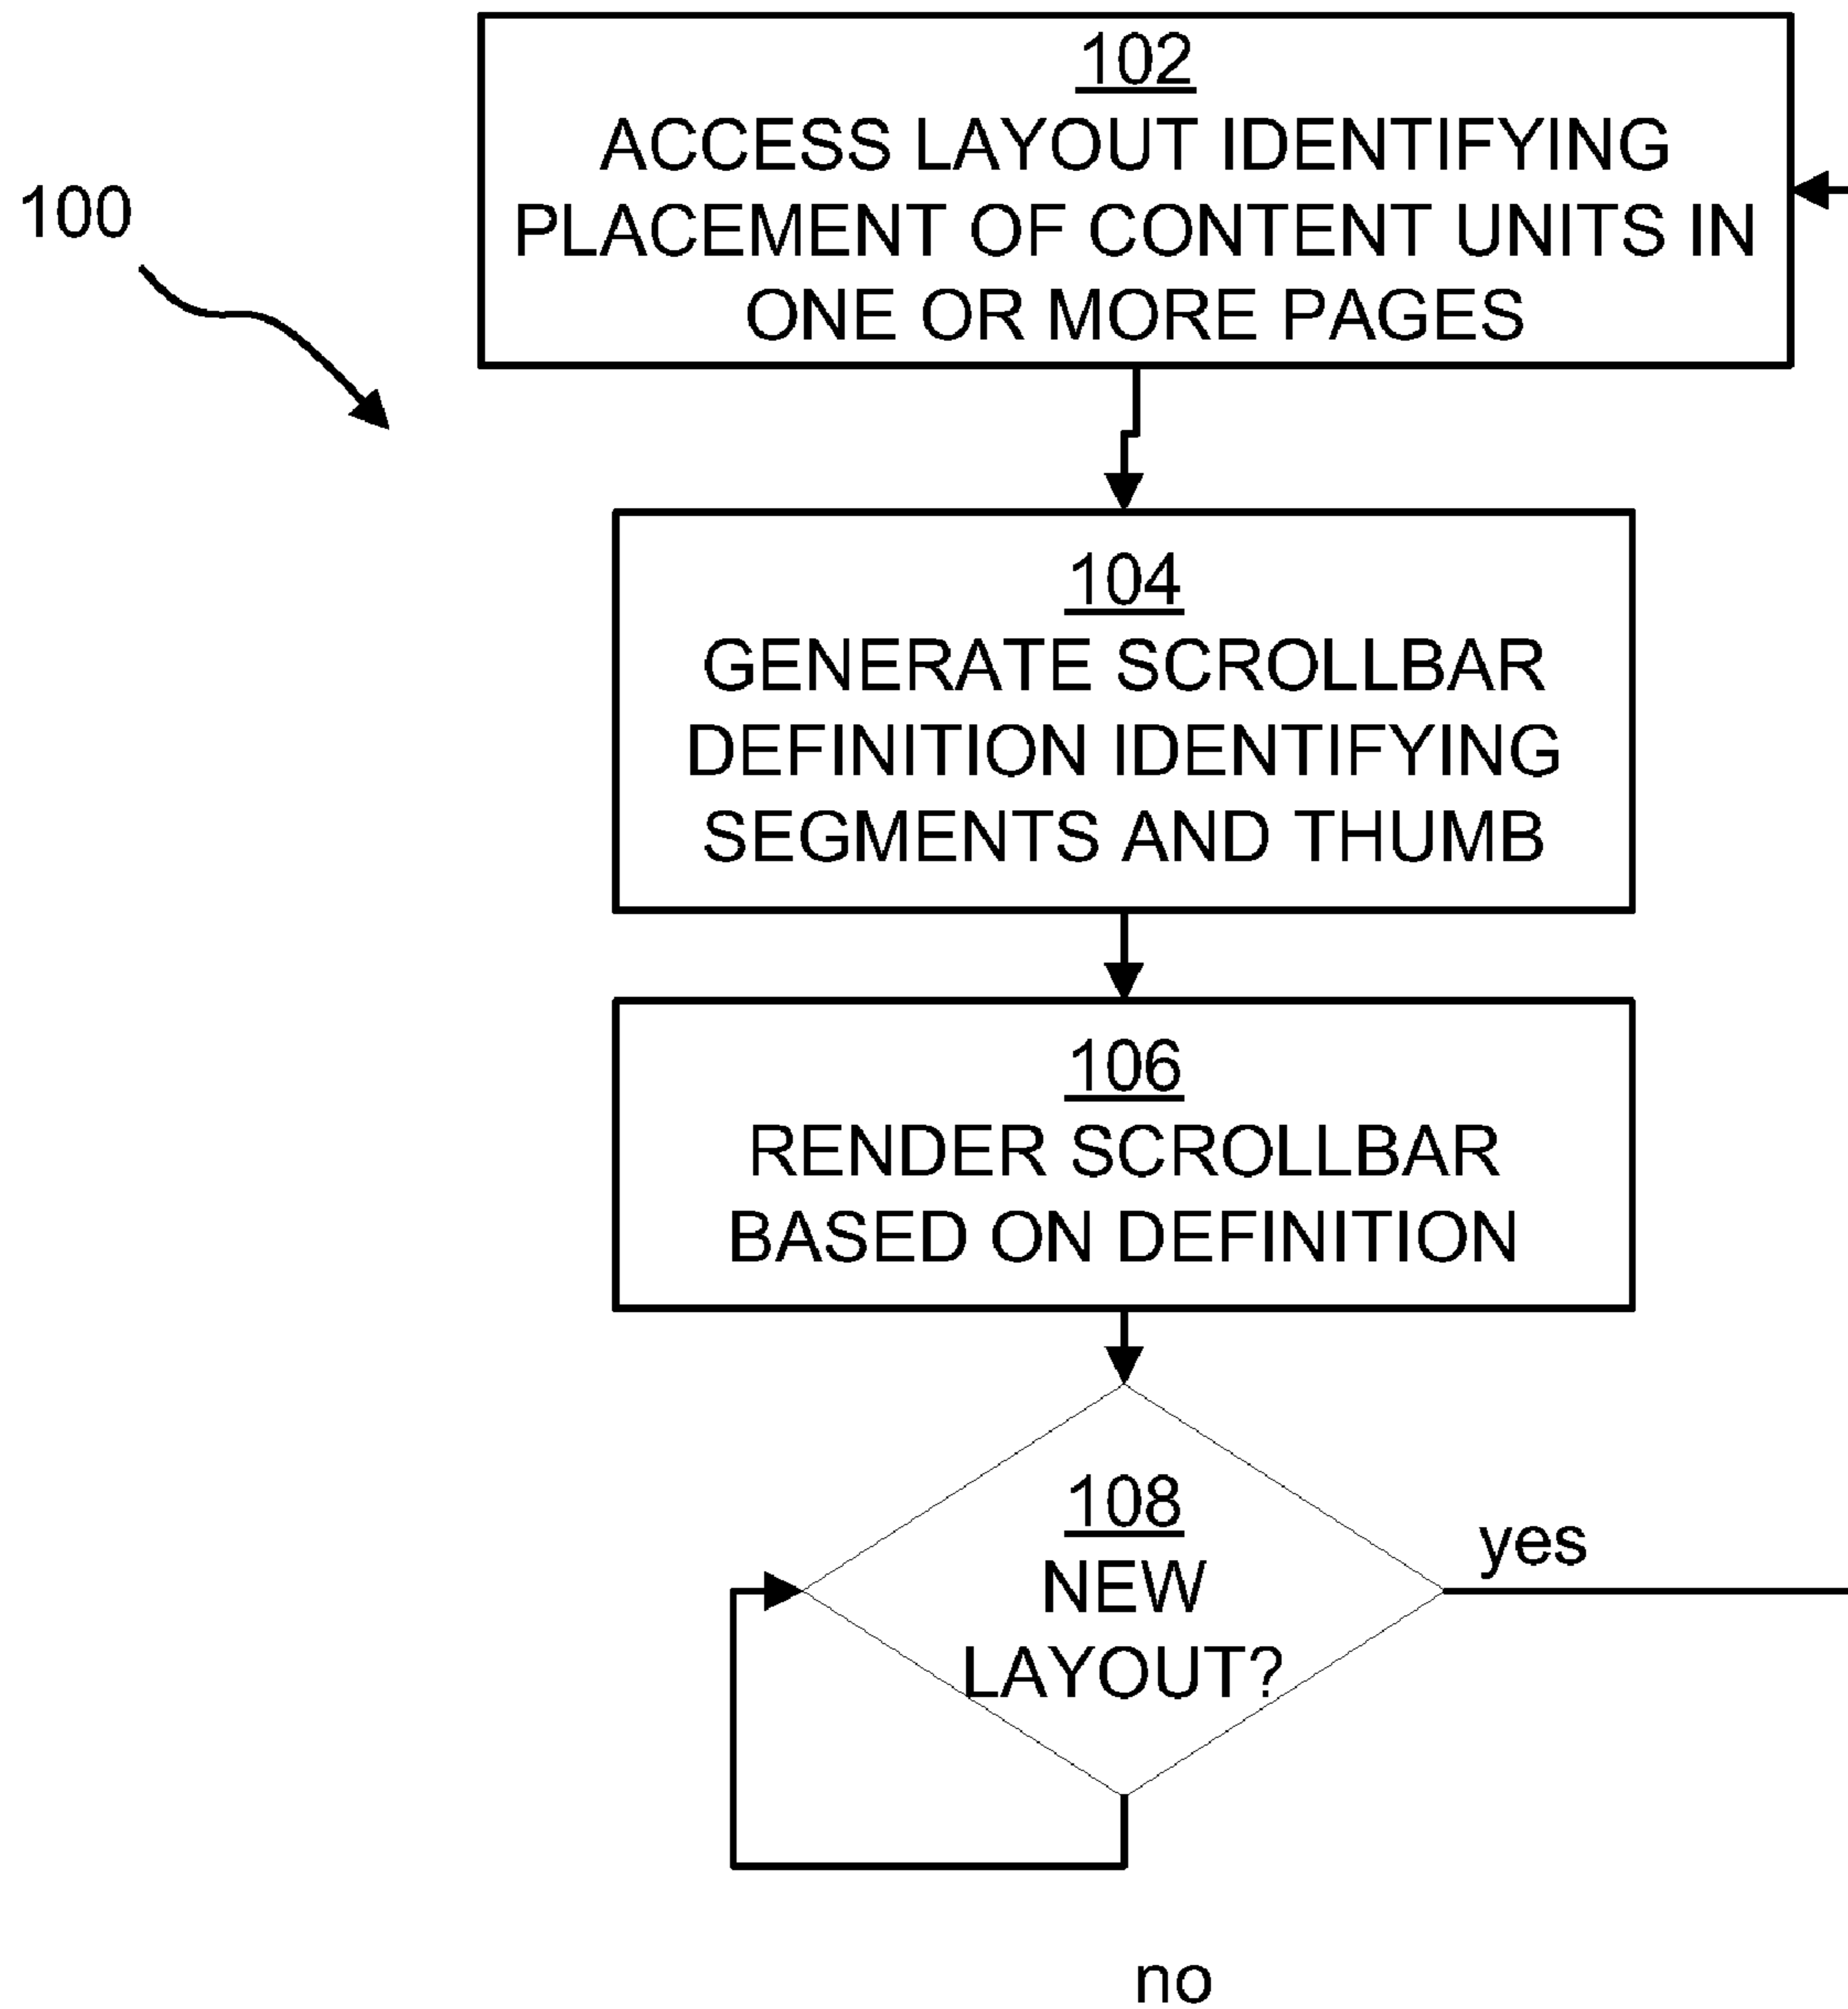 102
ACCESS LAYOUT IDENTIFYING
PLACEMENT OF CONTENT UNITS IN
ONE OR MORE PAGES
100
104
GENERATE SCROLLBAR
DEFINITION IDENTIFYING
SEGMENTS AND THUMB
106
RENDER SCROLLBAR
BASED ON DEFINITION
108
NEW
LAYOUT?
yes
no